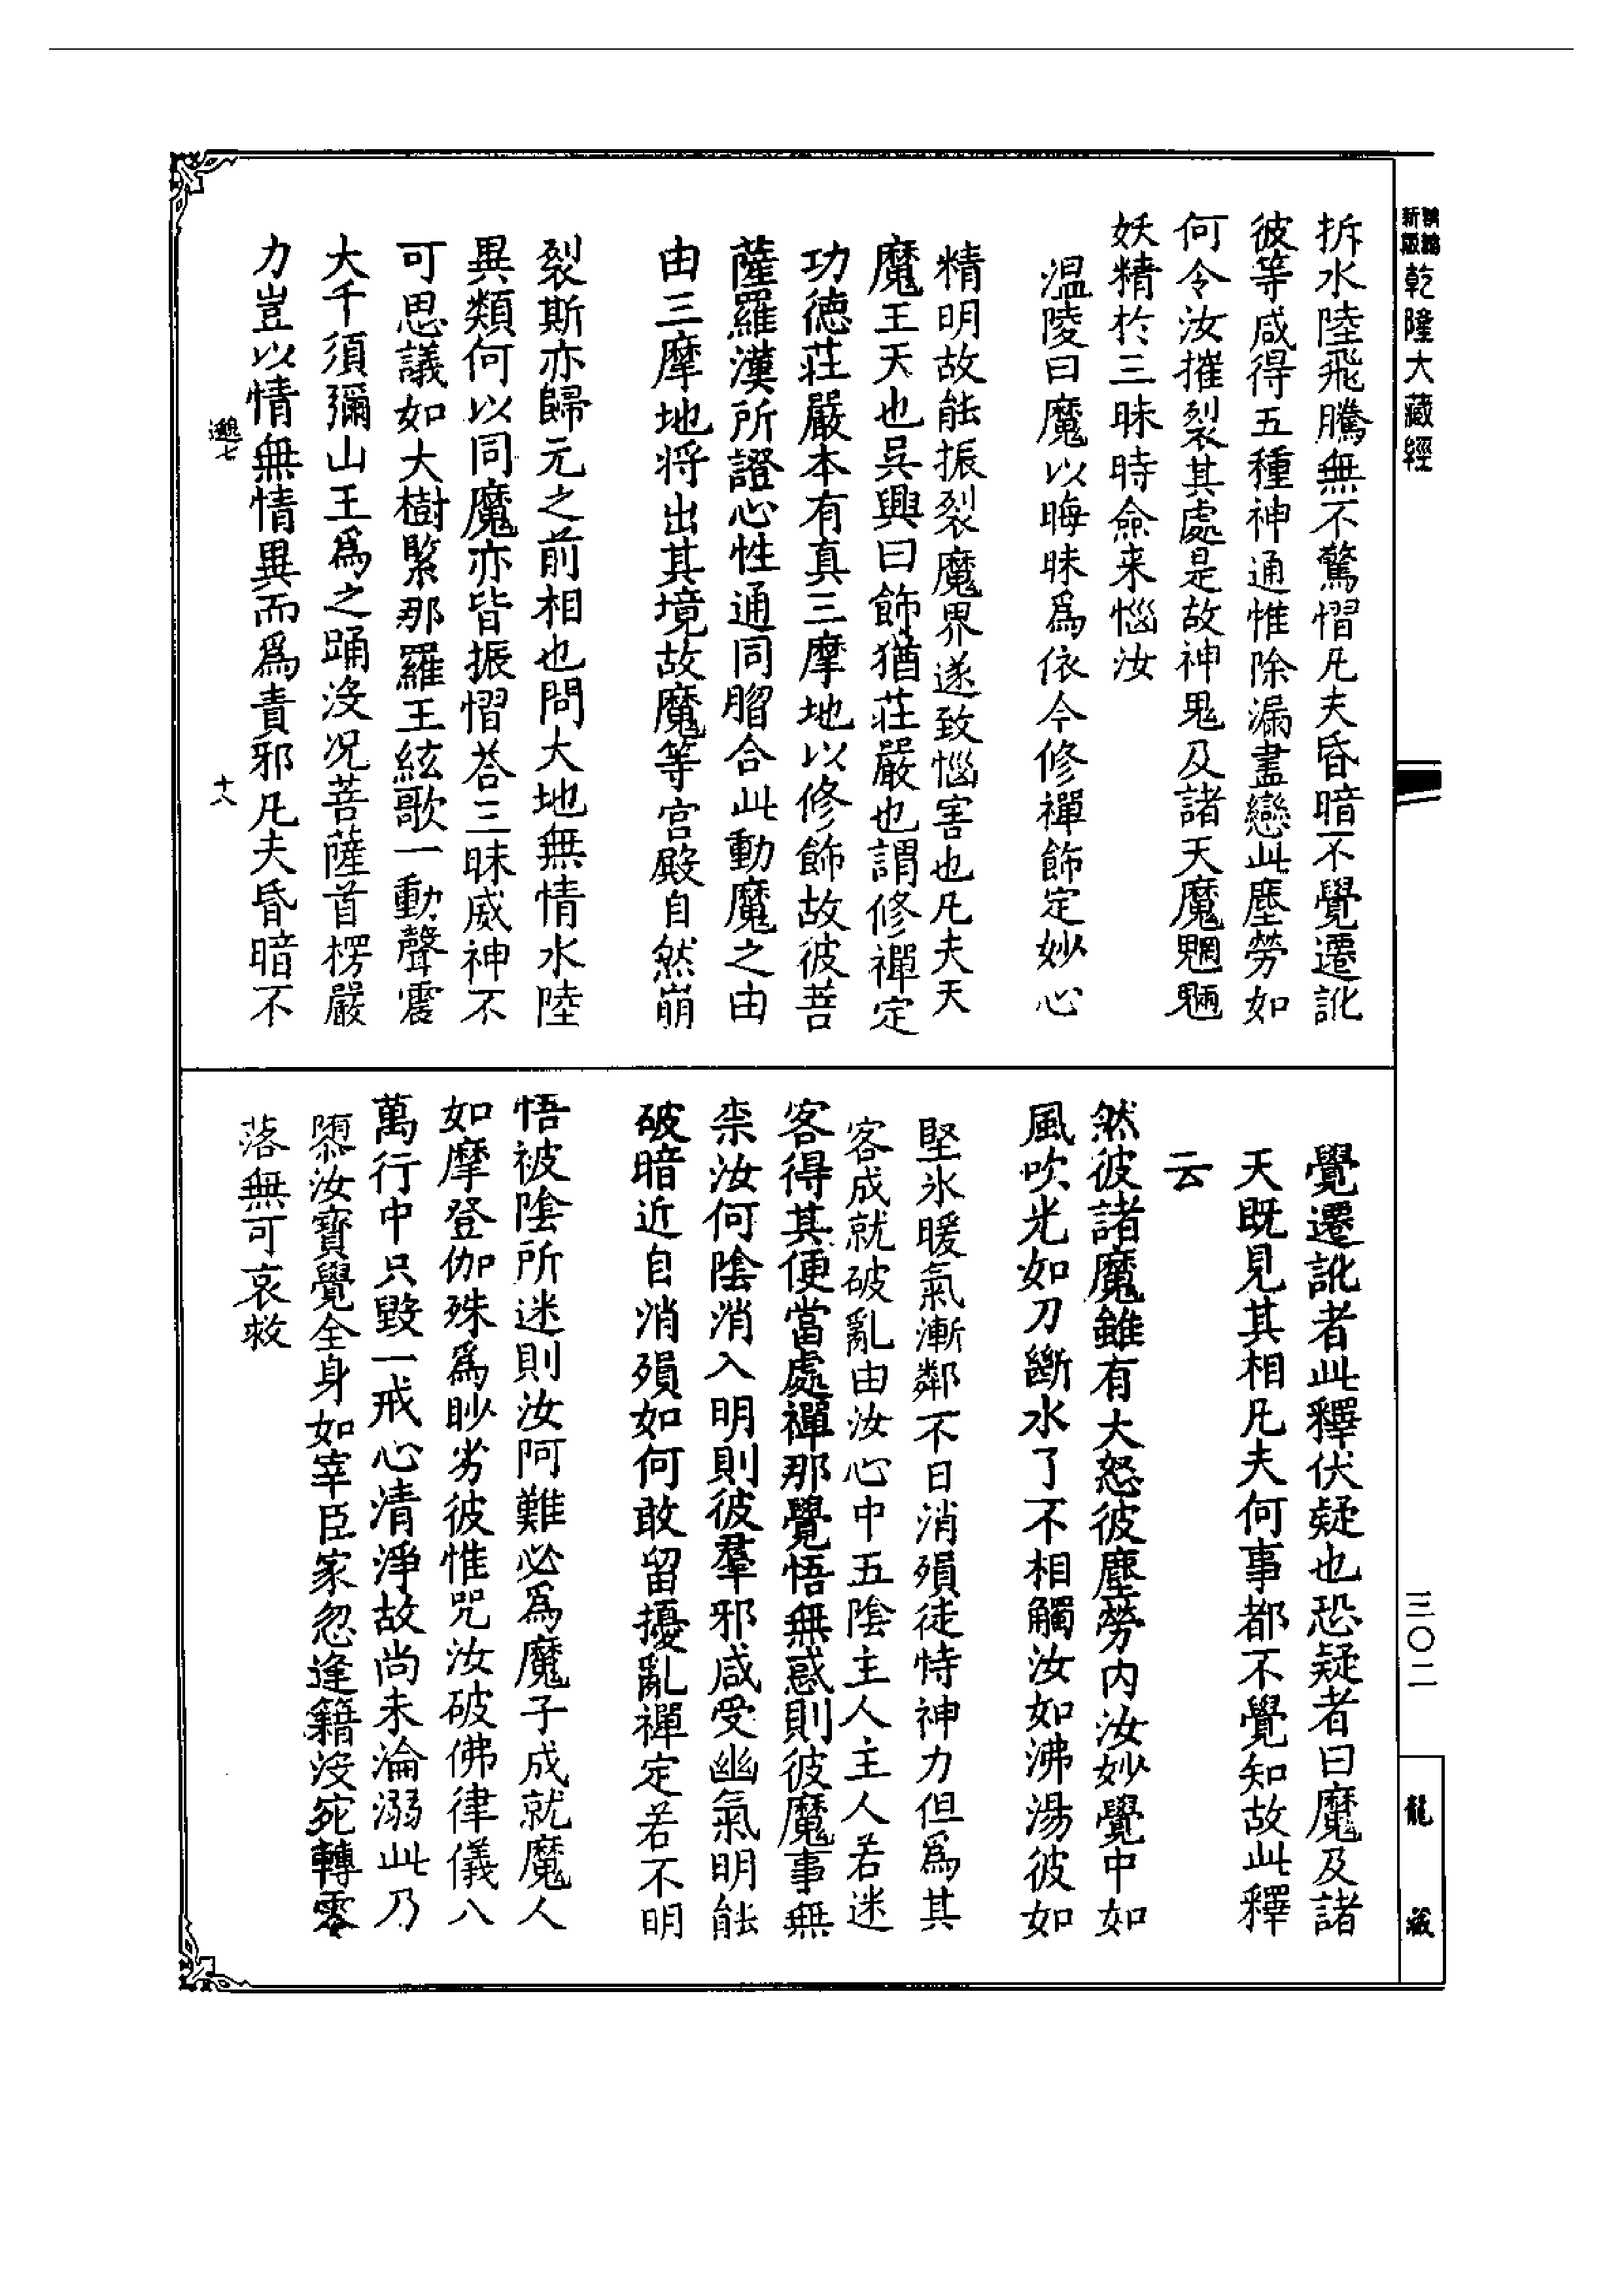 新編
縮版
乾隆大藏經
拆水陸飛騰無不驚慴凡夫昏暗不覺遷訛
彼等咸得五種神通惟除漏盡戀此塵勞如
何令汝摧裂其處是故神鬼及諸天魔魍魎
妖精於三昧時僉来惱汝
溫陵曰魔以晦昧為依今修禪飾定妙心
精明故能振裂魔界遂致惱害也凡夫天
魔王天也吳興曰飾猶莊嚴也謂修禪定
功德莊嚴本有真三摩地以修飾故彼菩
薩羅漢所證心性通同脗合此動魔之由
由三摩地将出其境故魔等宫殿自然崩
裂斯亦歸元之前相也問大地無情水陸
異類何以同魔亦皆振慴荅三昧威神不
可思議如大樹緊那羅王絃歌一動聲震
大千須彌山王為之踊沒况菩薩首楞嚴
力豈以情無情異而為責邪凡夫昏暗不
邈七
十八
覺遷訛者此釋伏疑也恐疑者曰魔及諸
天既見其相凡夫何事都不覺知故此釋
云
然彼諸魔雖有大怒彼塵勞内汝妙覺中如
風吹光如刀斷水了不相觸汝如沸湯彼如
堅氷暖氣漸鄰不日消殞徒恃神力但為其
客成就破亂由汝心中五陰主人主人若迷
客得其便當處禪那覺悟無惑則彼魔事無
柰汝何陰消入明則彼羣邪咸受幽氣明能
破暗近自消殞如何敢留擾亂禪定若不明
悟被陰所迷則汝阿難必為魔子成就魔人
如摩登伽殊為眇劣彼惟咒汝破佛律儀八
萬行中只毀一戒心清淨故尚未淪溺此乃
隳汝寶覺全身如宰臣家忽逢籍沒宛轉零
落無可哀救
三〇二
龍藏